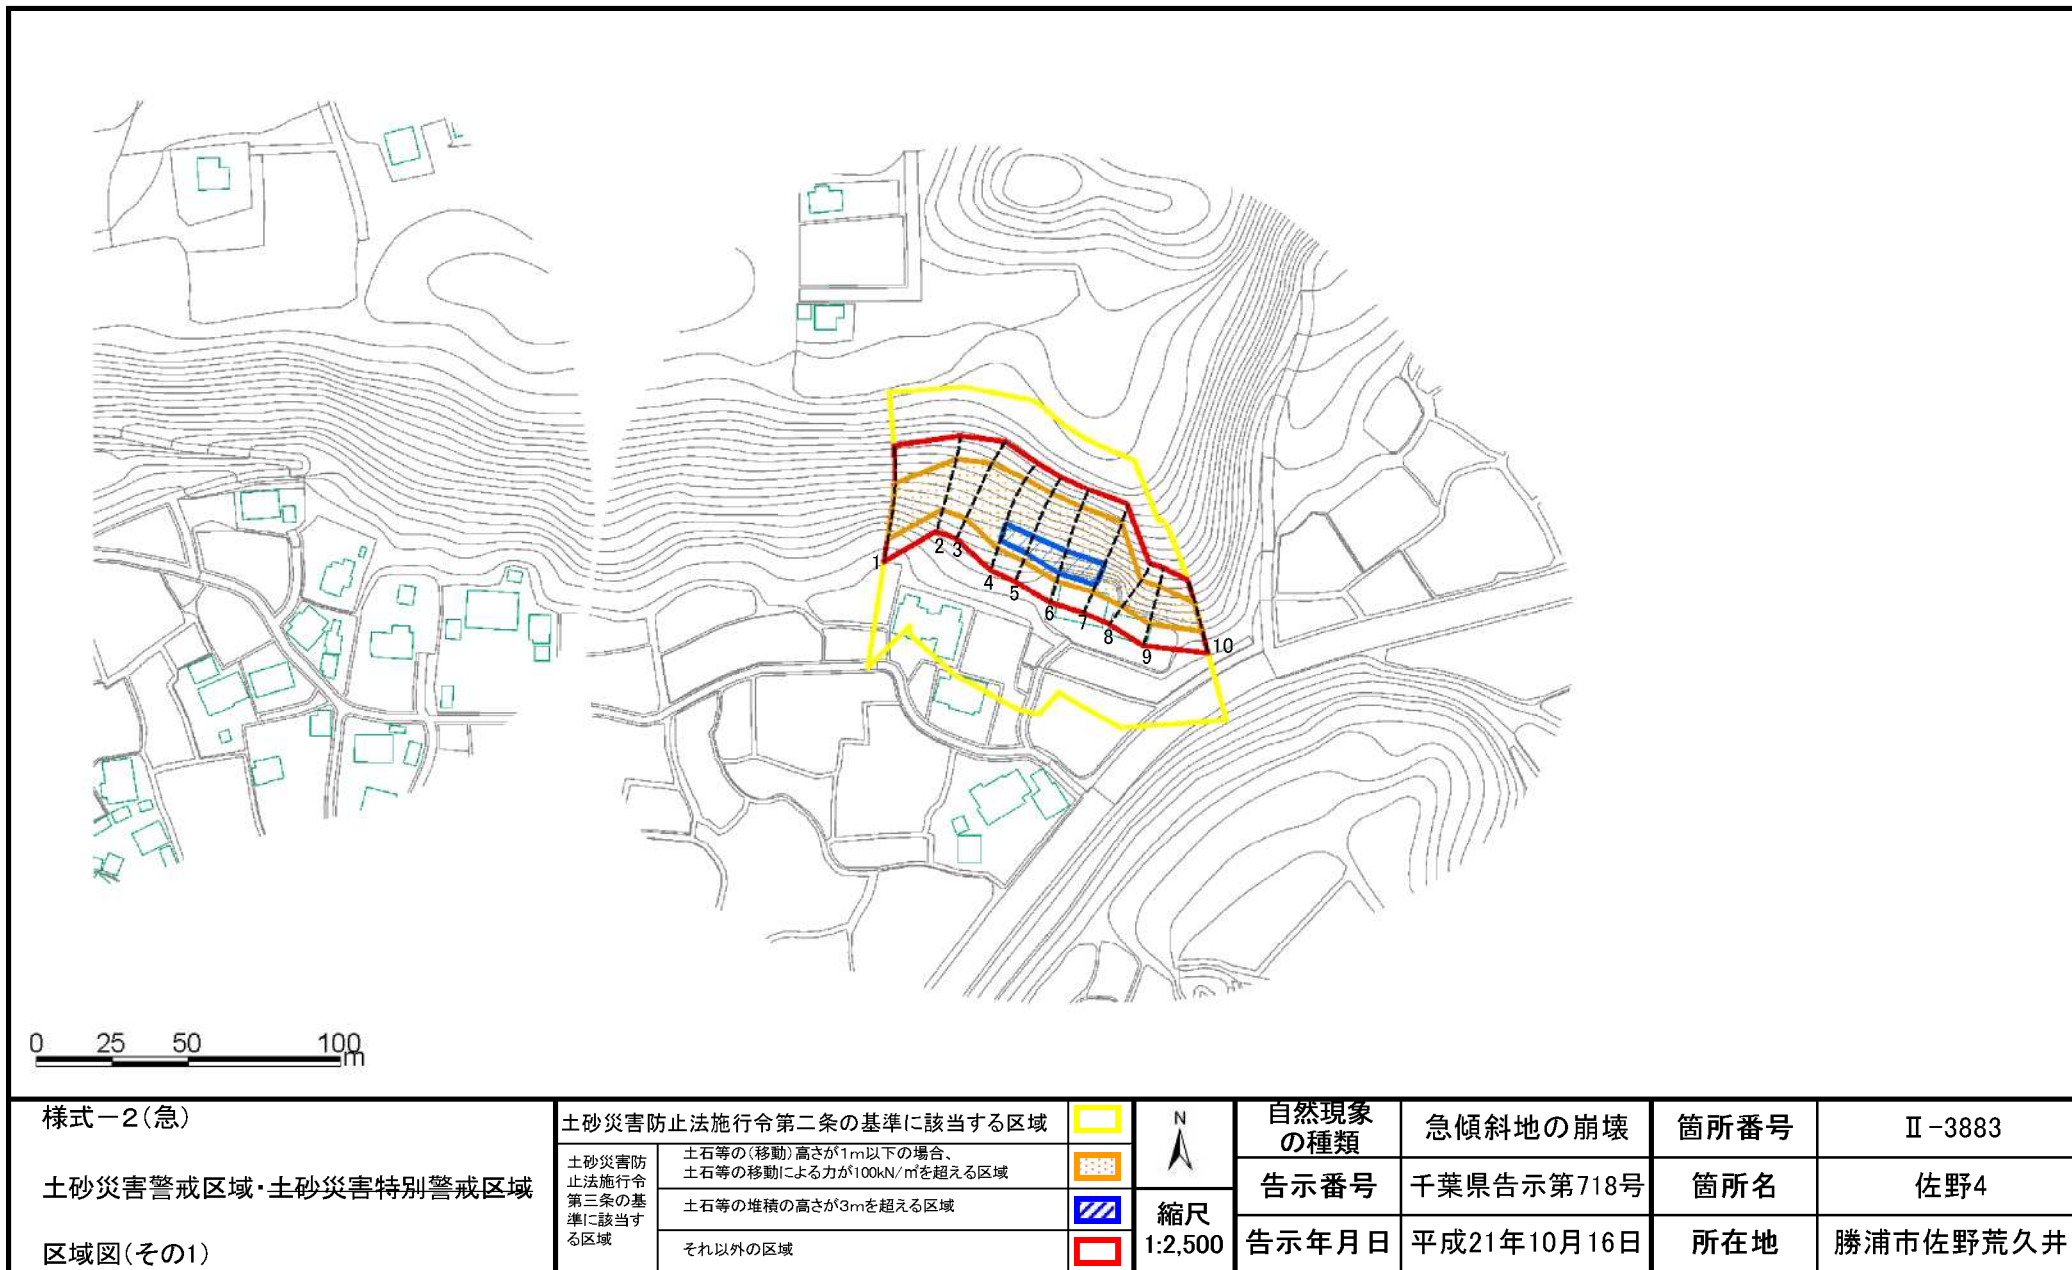 1
2
3
4
5
6
7
8
9
10
0 25 50 100
m
様式－2(急)
土砂災害警戒区域・土砂災害特別警戒区域
区域図(その1)
土砂災害防止法施行令第二条の基準に該当する区域
土砂災害防
止法施行令
第三条の基
準に該当す
る区域
土石等の(移動)高さが1m以下の場合、
土石等の移動による力が100kN/㎡を超える区域
土石等の堆積の高さが3mを超える区域
それ以外の区域
N
縮尺
1:2,500
自然現象
の種類
急傾斜地の崩壊
箇所番号
Ⅱ-3883
告示番号
千葉県告示第718号
箇所名
佐野4
告示年月日
平成21年10月16日
所在地
勝浦市佐野荒久井